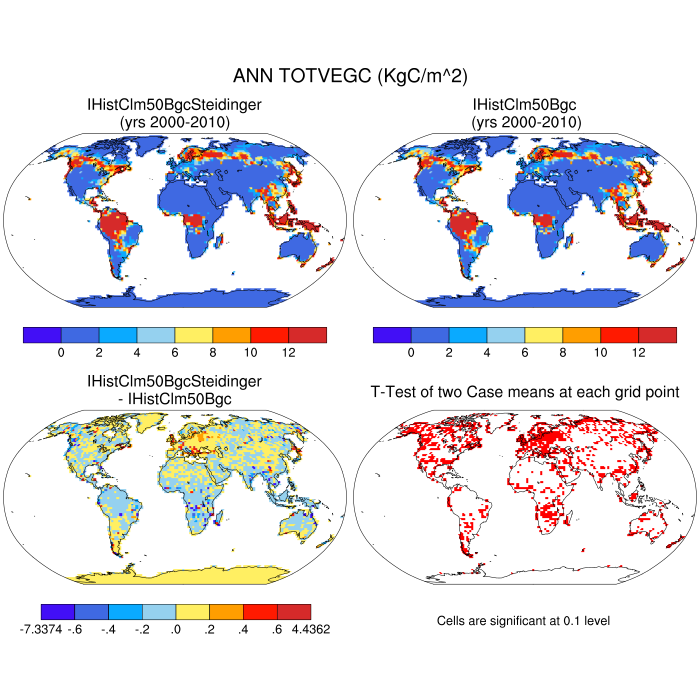 ANN TOTVEGC (KgC/m^2)
IHistClm50BgcSteidinger
(yrs 2000-2010)
IHistClm50Bgc
(yrs 2000-2010)
0 2 4 6 8 10 12
0 2 4 6 8 10 12
IHistClm50BgcSteidinger
- IHistClm50Bgc
T-Test of two Case means at each grid point
-7.3374 -.6 -.4 -.2 .0 .2 .4 .6 4.4362
Cells are significant at 0.1 level